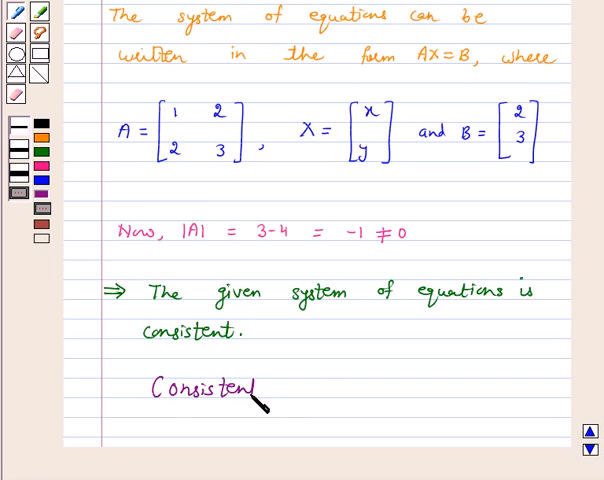 The system of equations can be
written in the form AX = B, where
A = [1 2; 2 3], X = [x; y] and B = [2; 3]
Now, |A| = 3-4 = -1 ≠ 0
⇒ The given system of equations is
consistent.
Consistent